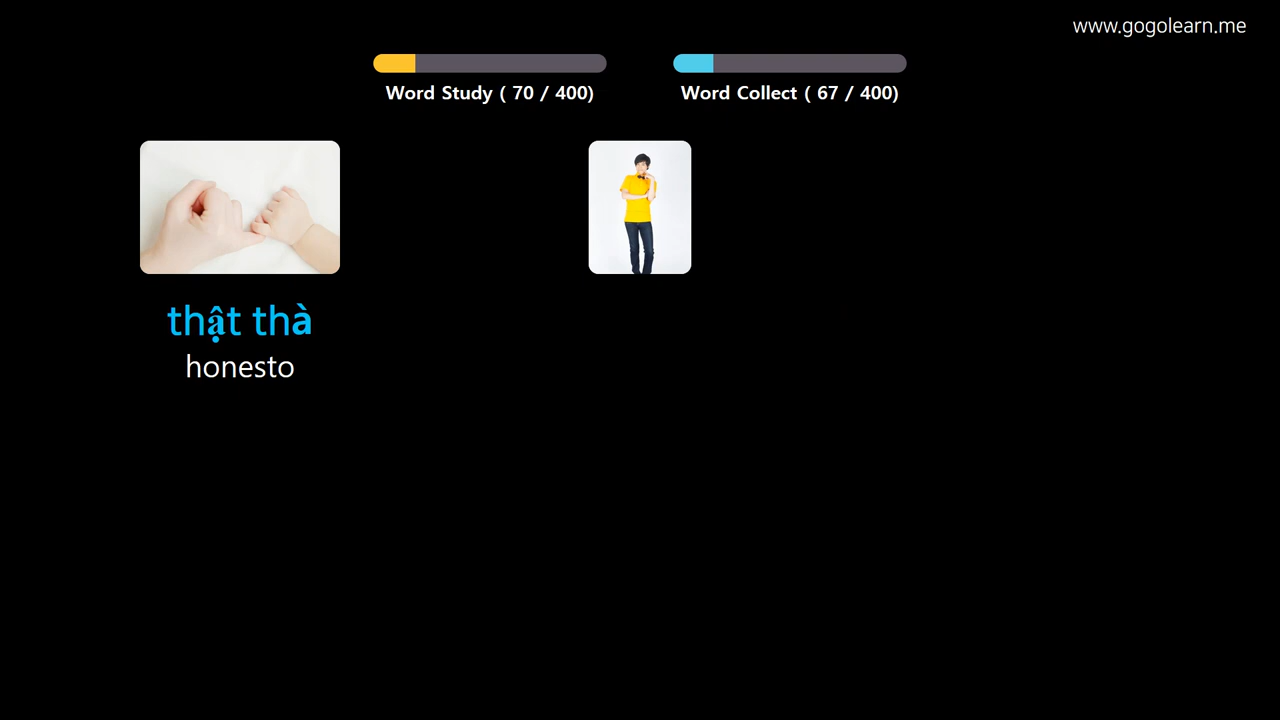 www.gogolearn.me
Word Study ( 70 / 400)
Word Collect ( 67 / 400)
thật thà
honesto